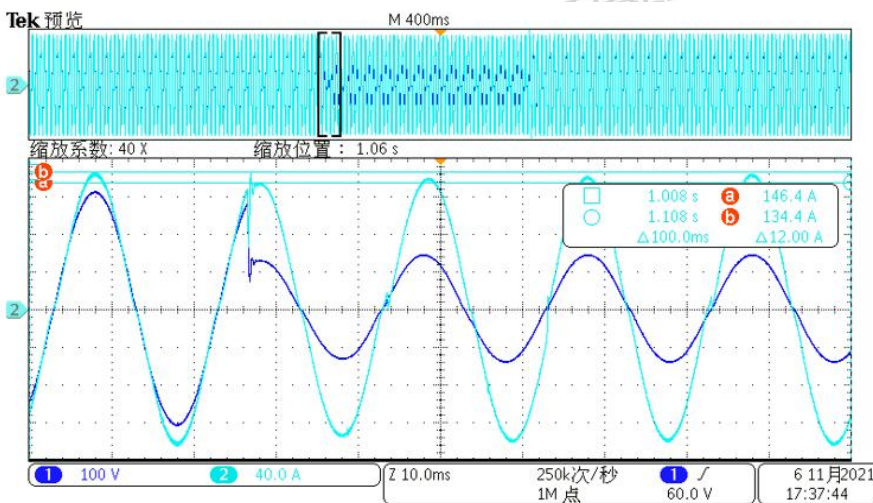 Tek 预览 M 400ms
2
缩放系数: 40 X 缩放位置: 1.06 s
b
a
1.008 s a 146.4 A
1.108 s b 134.4 A
△100.0ms △12.00 A
2
1 100 V 2 40.0 A Z 10.0ms 250k次/秒 1 ∫ 6 11月2021
1M 点 60.0 V 17:37:44